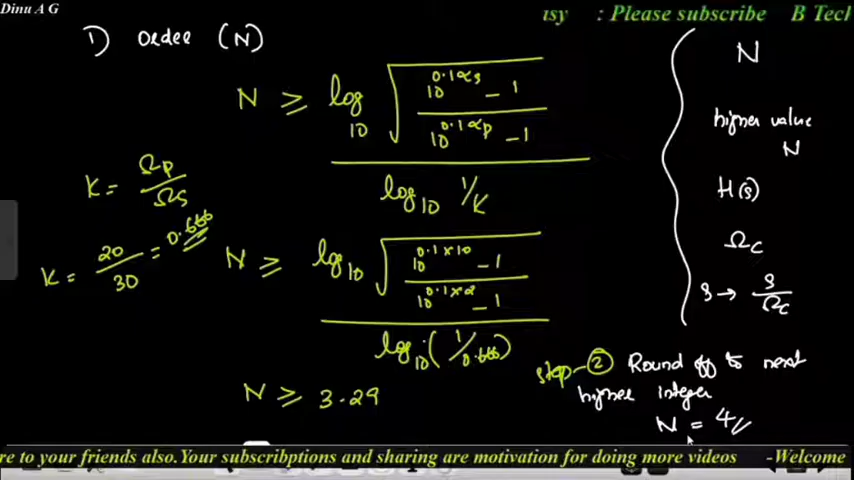 Dinu A G
usy : Please subscribe B Tech
1) Order (N)
N ≥ log₁₀ √((10^(0.1αs) − 1) / (10^(0.1αp) − 1)) / log₁₀ 1/K
K = Ωp/Ωs
K = 20/30 = 0.666
N ≥ log₁₀ √((10^(0.1×10) − 1) / (10^(0.1×2) − 1)) / log₁₀ (1/0.666)
N ≥ 3.29
N
higher value
N
H(s)
Ωc
s → s/Ωc
step-② Round off to next
higher integer
N = 4//
re to your friends also.Your subscribptions and sharing are motivation for doing more videos -Welcome